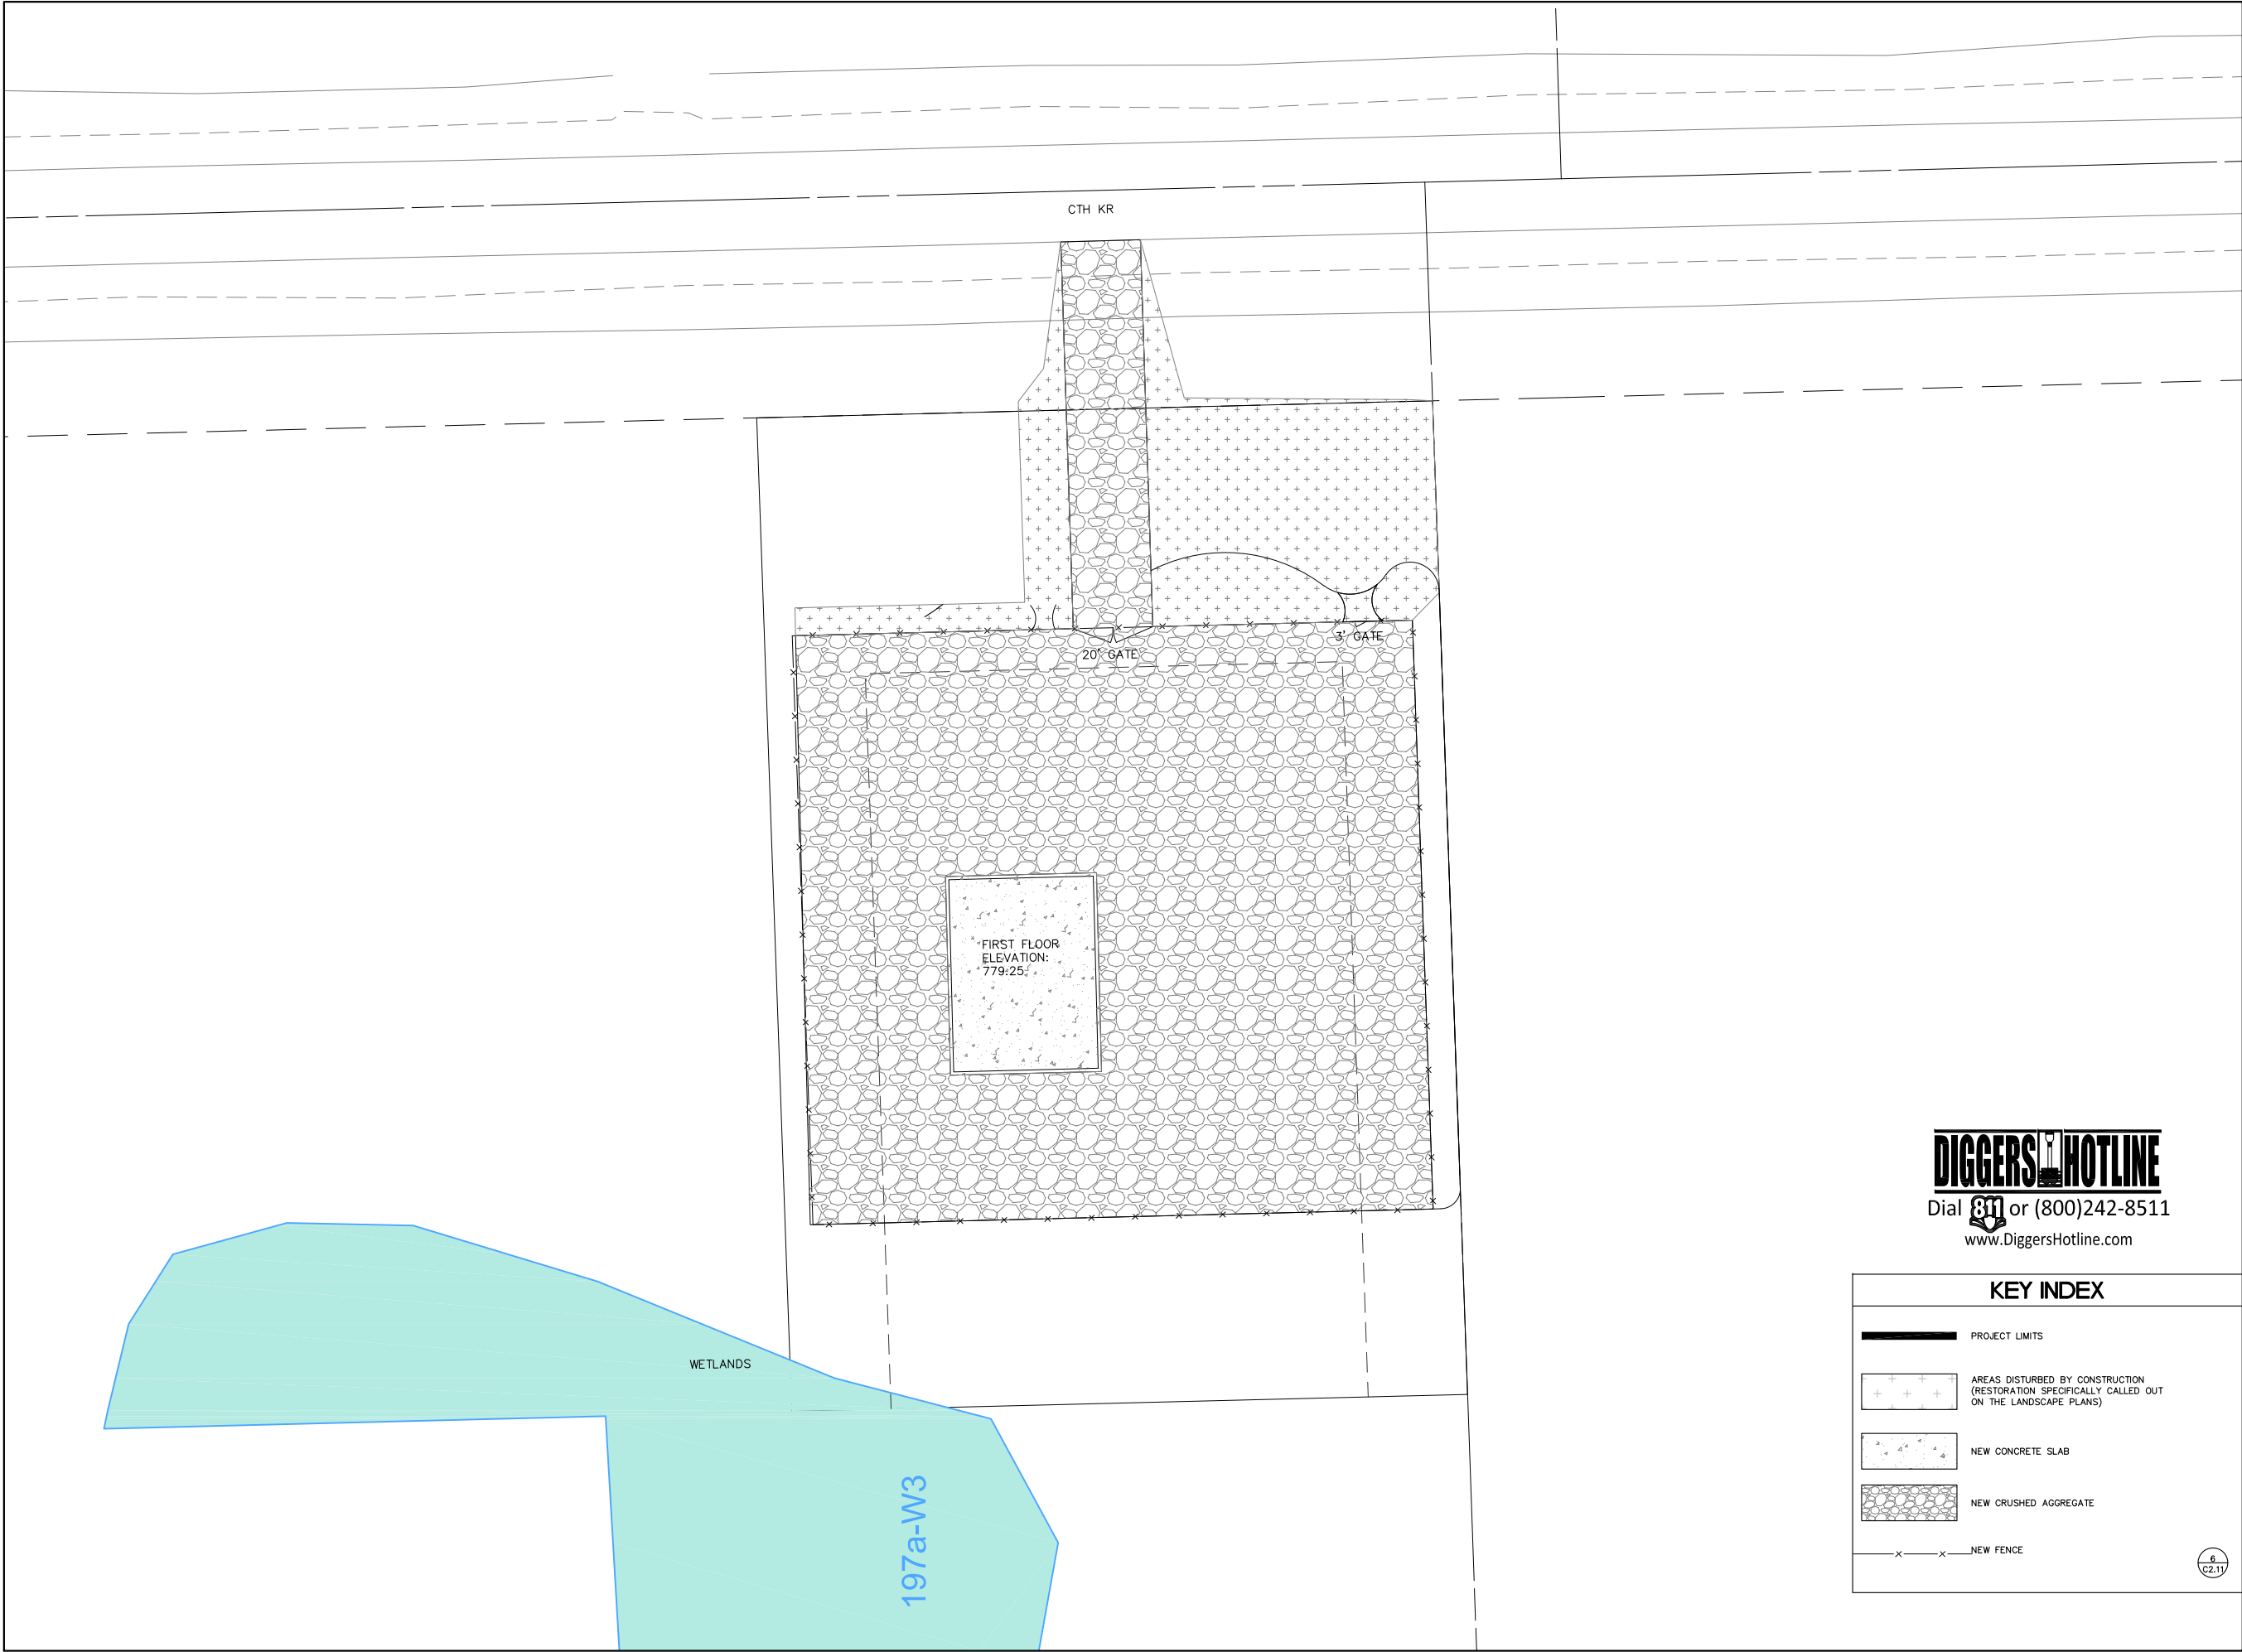 CTH KR
3' GATE
20' GATE
FIRST FLOOR
ELEVATION:
779.25
WETLANDS
197a-W3
DIGGERS HOTLINE
Dial 811 or (800)242-8511
www.DiggersHotline.com
KEY INDEX
PROJECT LIMITS
AREAS DISTURBED BY CONSTRUCTION
(RESTORATION SPECIFICALLY CALLED OUT
ON THE LANDSCAPE PLANS)
NEW CONCRETE SLAB
NEW CRUSHED AGGREGATE
NEW FENCE
6
C2.11